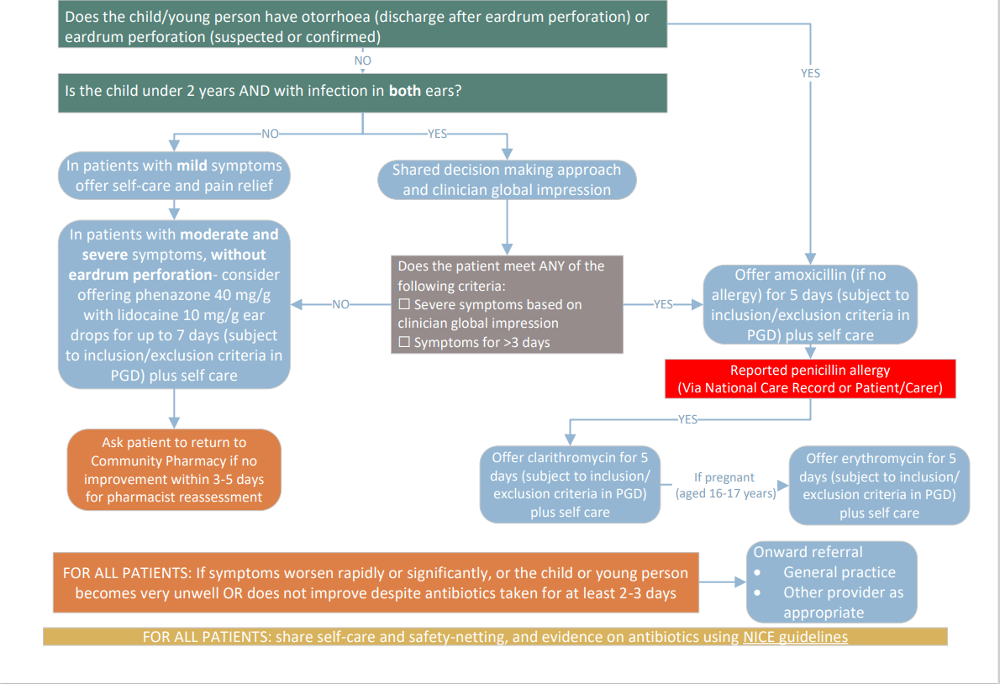 Does the child/young person have otorrhoea (discharge after eardrum perforation) or
eardrum perforation (suspected or confirmed)
NO
YES
Is the child under 2 years AND with infection in both ears?
NO
YES
In patients with mild symptoms
offer self-care and pain relief
Shared decision making approach
and clinician global impression
In patients with moderate and
severe symptoms, without
eardrum perforation- consider
offering phenazone 40 mg/g
with lidocaine 10 mg/g ear
drops for up to 7 days (subject
to inclusion/exclusion criteria in
PGD) plus self care
NO
Does the patient meet ANY of the
following criteria:
☐ Severe symptoms based on
clinician global impression
☐ Symptoms for >3 days
YES
Offer amoxicillin (if no
allergy) for 5 days (subject to
inclusion/exclusion criteria in
PGD) plus self care
Reported penicillin allergy
(Via National Care Record or Patient/Carer)
YES
Ask patient to return to
Community Pharmacy if no
improvement within 3-5 days
for pharmacist reassessment
Offer clarithromycin for 5
days (subject to inclusion/
exclusion criteria in PGD)
plus self care
If pregnant
(aged 16-17 years)
Offer erythromycin for 5
days (subject to inclusion/
exclusion criteria in PGD)
plus self care
FOR ALL PATIENTS: If symptoms worsen rapidly or significantly, or the child or young person
becomes very unwell OR does not improve despite antibiotics taken for at least 2-3 days
Onward referral
• General practice
• Other provider as
appropriate
FOR ALL PATIENTS: share self-care and safety-netting, and evidence on antibiotics using NICE guidelines